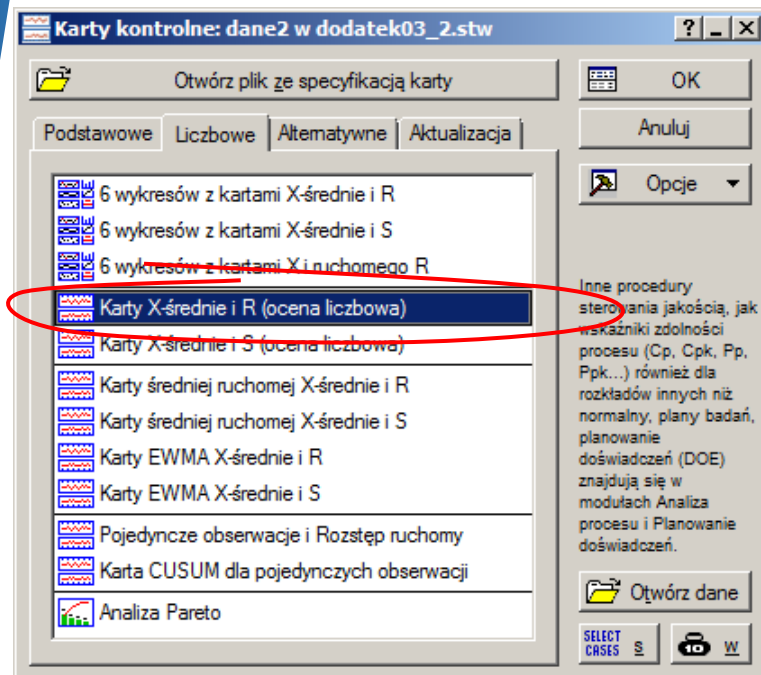 Karty kontrolne: dane2 w dodatek03_2.stw
Otwórz plik ze specyfikacją karty
OK
Anuluj
Opcje
Podstawowe Liczbowe Alternatywne Aktualizacja
6 wykresów z kartami X-średnie i R
6 wykresów z kartami X-średnie i S
6 wykresów z kartami X i ruchomego R
Karty X-średnie i R (ocena liczbowa)
Karty X-średnie i S (ocena liczbowa)
Karty średniej ruchomej X-średnie i R
Karty średniej ruchomej X-średnie i S
Karty EWMA X-średnie i R
Karty EWMA X-średnie i S
Pojedyncze obserwacje i Rozstęp ruchomy
Karta CUSUM dla pojedynczych obserwacji
Analiza Pareto
Inne procedury
sterowania jakością, jak
wskaźniki zdolności
procesu (Cp, Cpk, Pp,
Ppk...) również dla
rozkładów innych niż
normalny, plany badań,
planowanie
doświadczeń (DOE)
znajdują się w
modułach Analiza
procesu i Planowanie
doświadczeń.
Otwórz dane
SELECT
CASES S
W